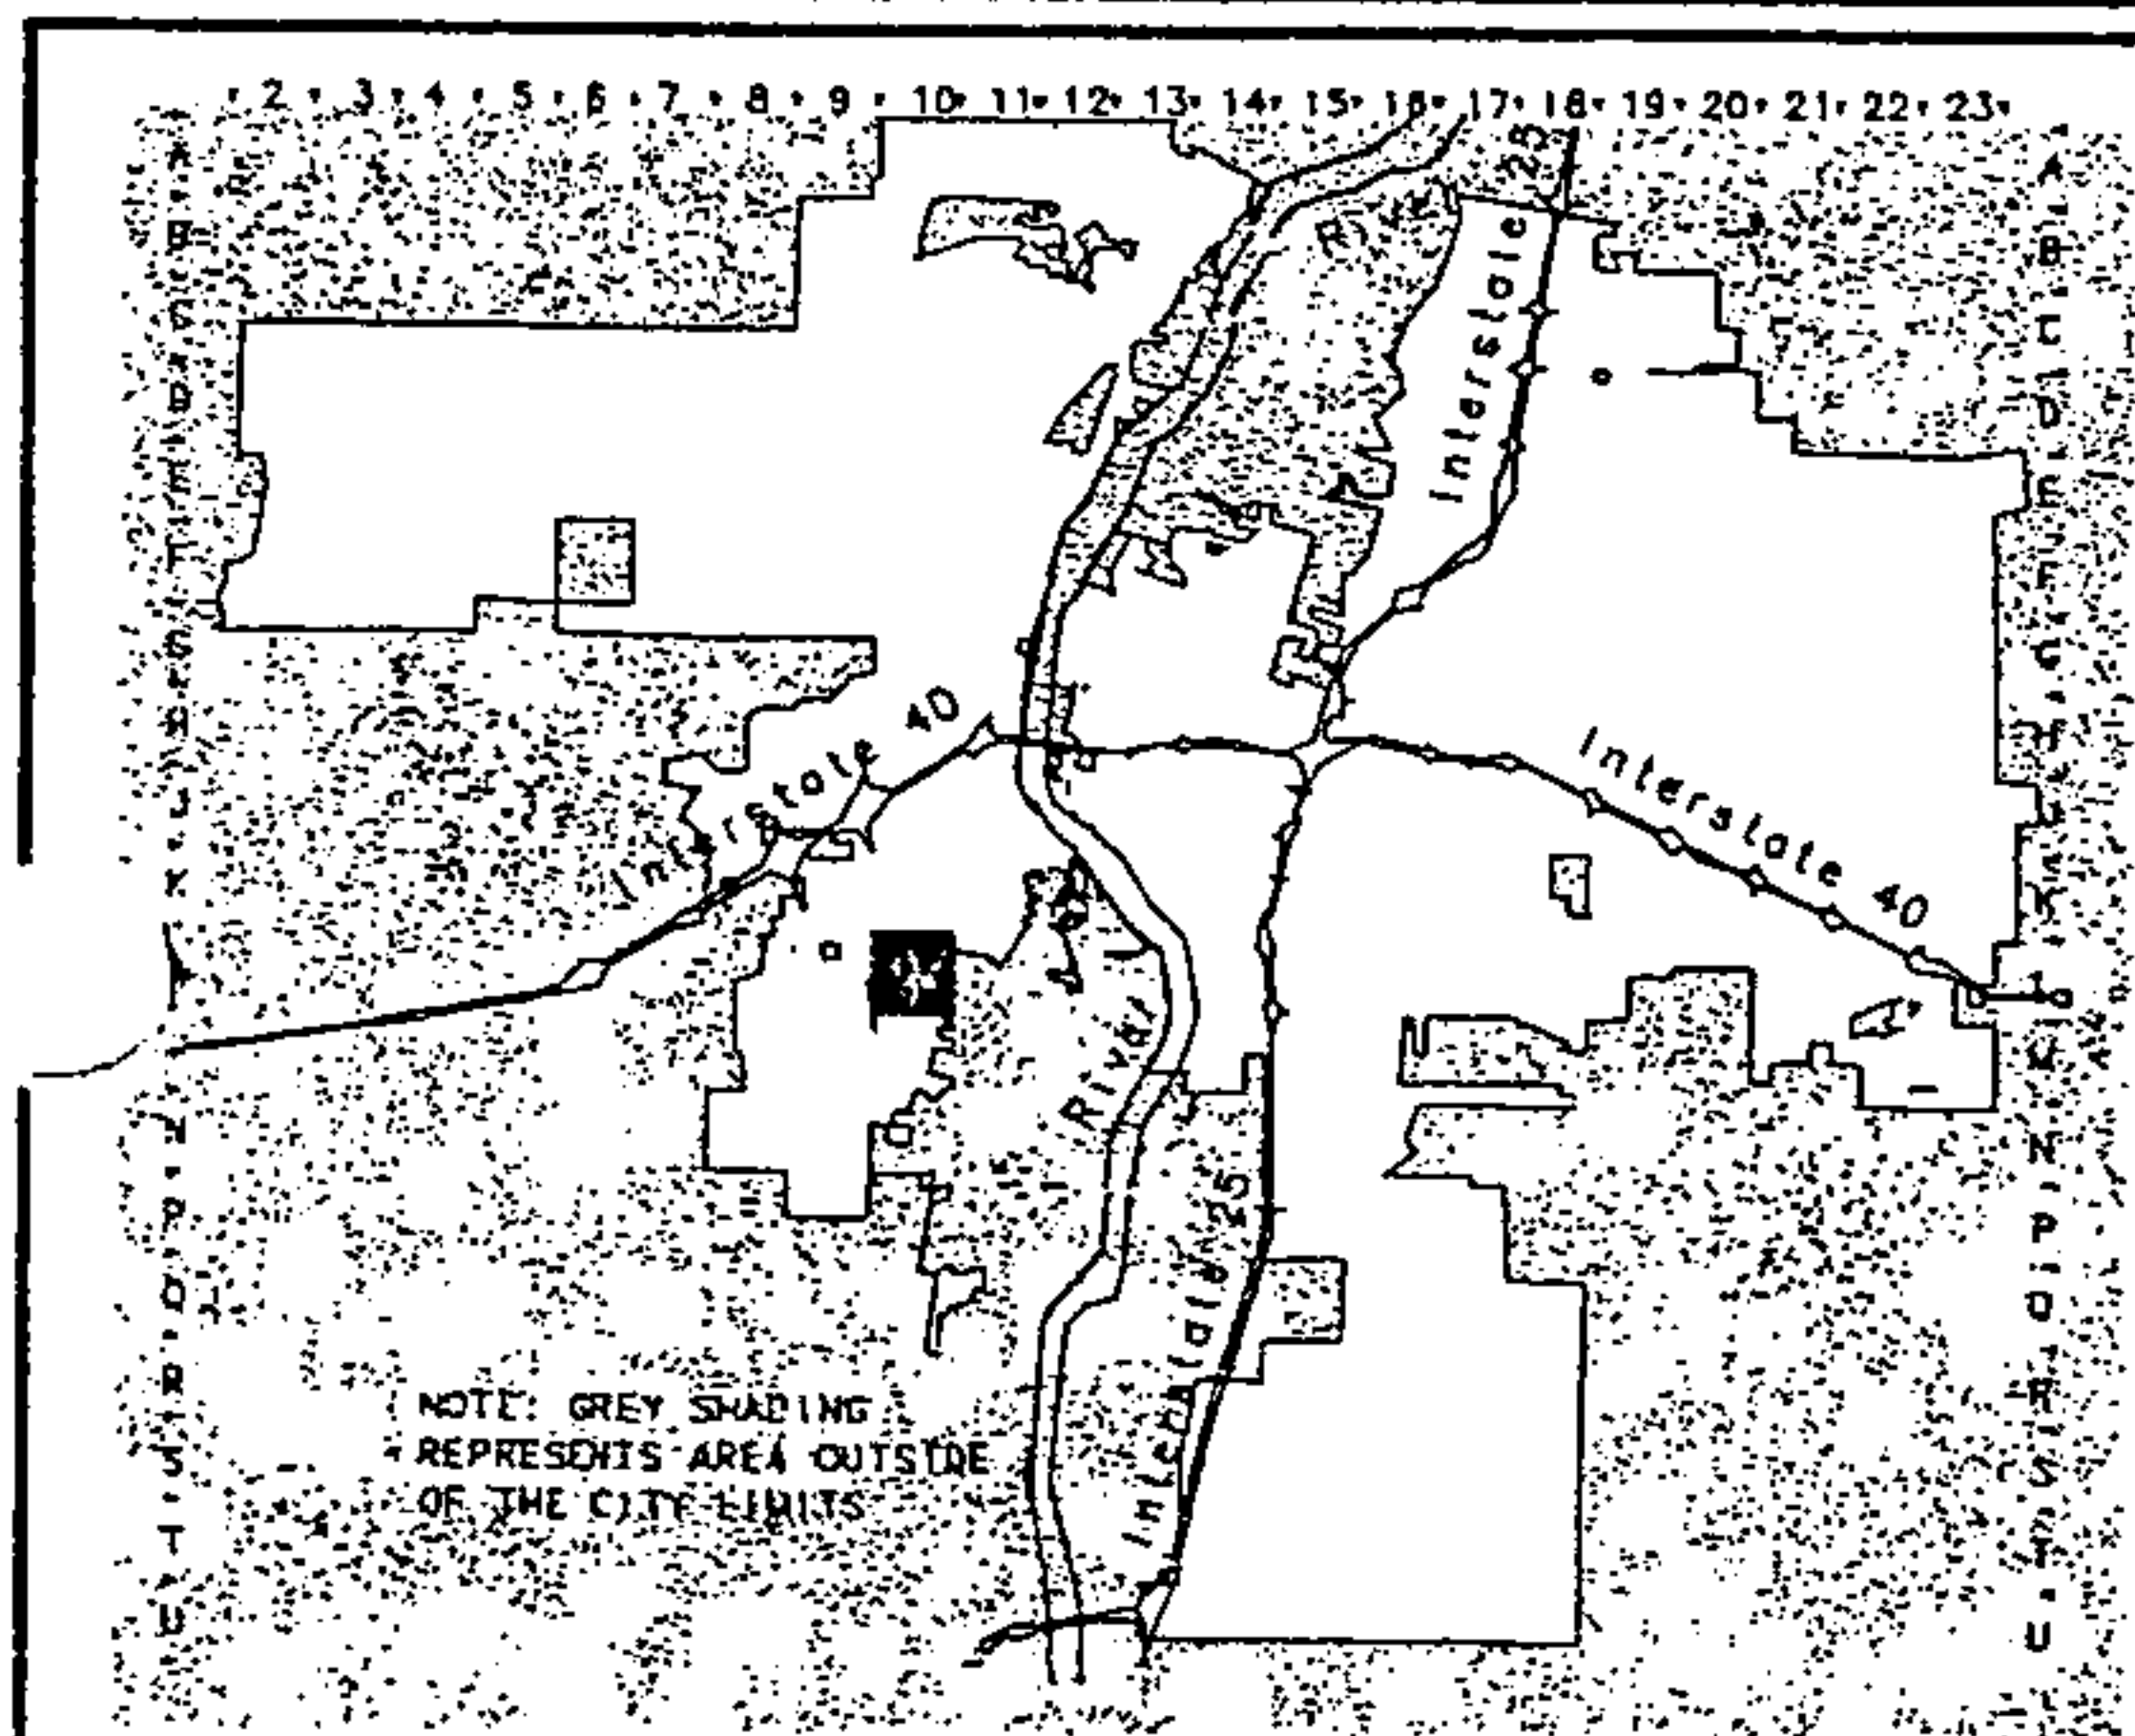 2 3 4 5 6 7 8 9 10 11 12 13 14 15 16 17 18 19 20 21 22 23
A
B
C
D
E
F
G
H
J
K
L
M
N
P
Q
R
S
T
U
River
Interstate 25
Interstate 40
Interstate 40
River
Interstate 25
NOTE: GREY SHADING
REPRESENTS AREA OUTSIDE
OF THE CITY LIMITS